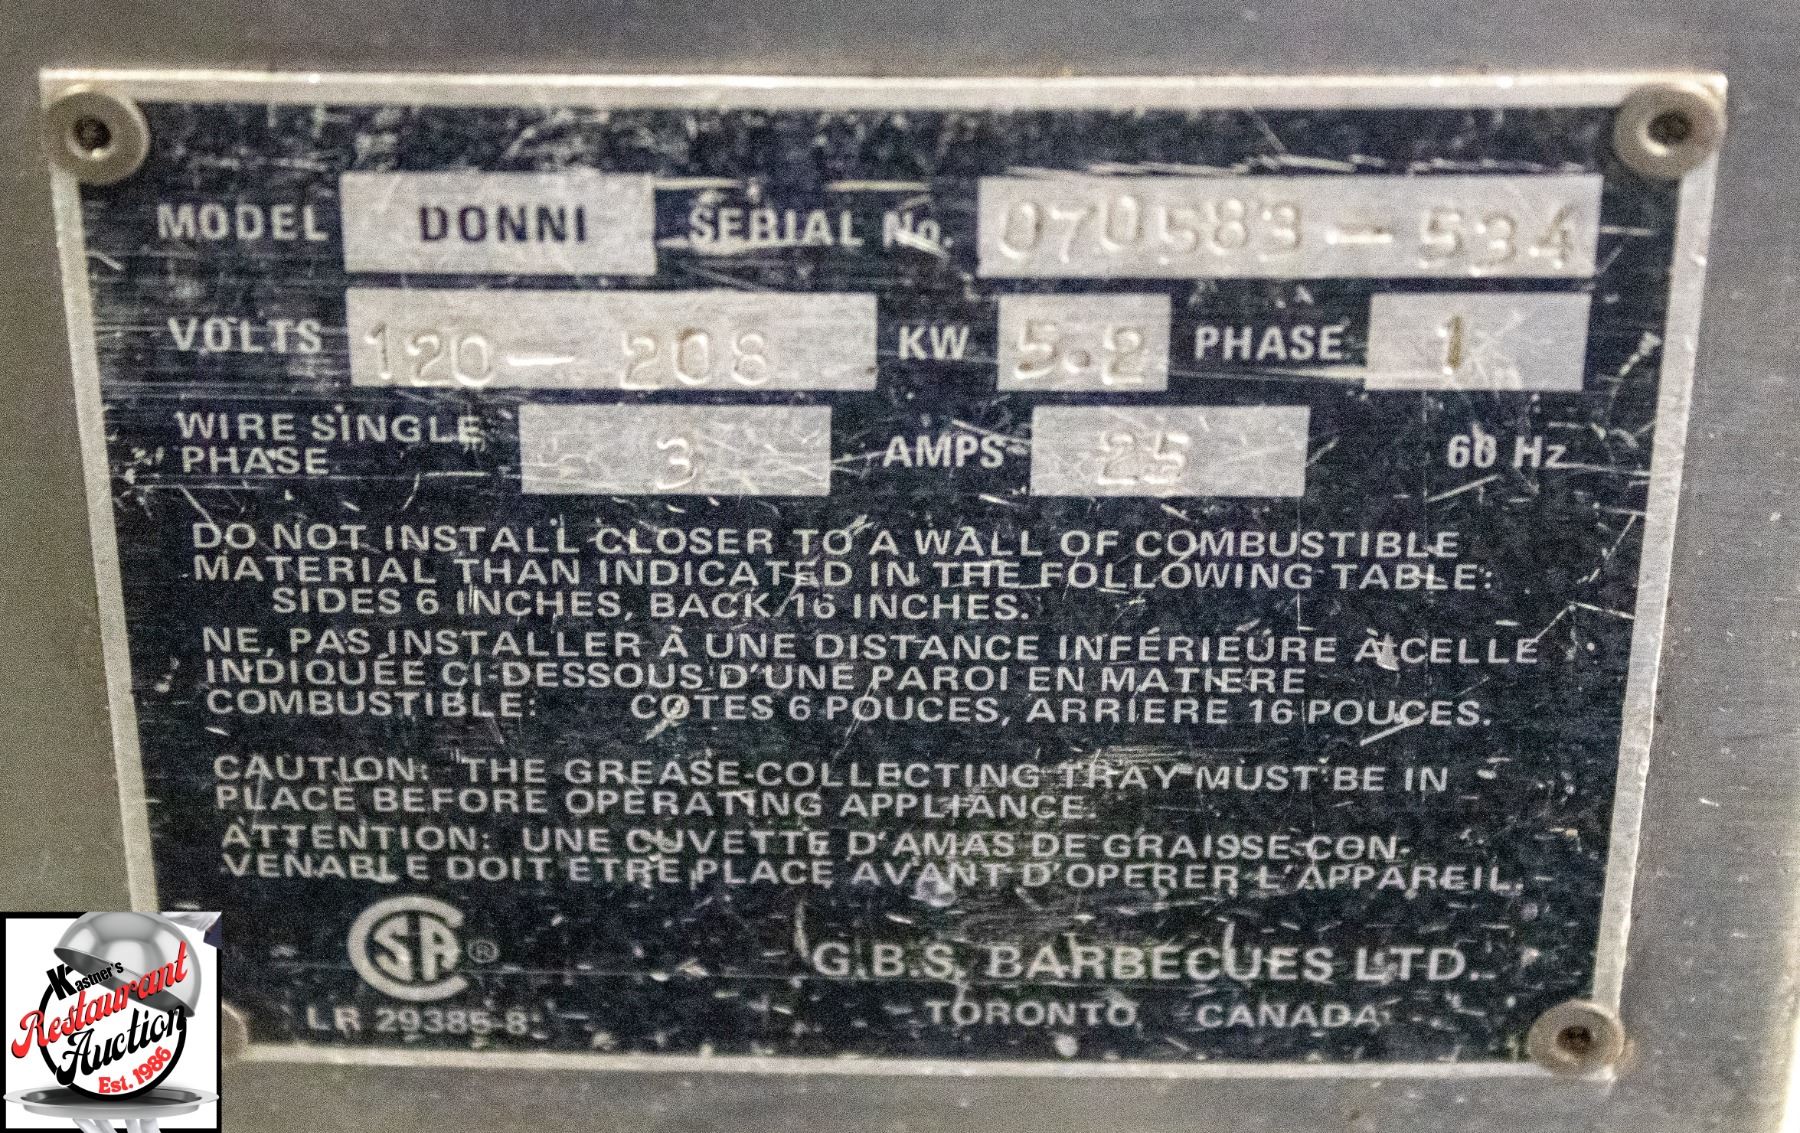 MODEL DONNI SERIAL No. 070583-534
VOLTS 120-208 KW 5.2 PHASE 1
WIRE SINGLE
PHASE 3 AMPS 25 60 Hz
DO NOT INSTALL CLOSER TO A WALL OF COMBUSTIBLE
MATERIAL THAN INDICATED IN THE FOLLOWING TABLE:
SIDES 6 INCHES, BACK 16 INCHES.
NE PAS INSTALLER À UNE DISTANCE INFÉRIEURE À CELLE
INDIQUÉE CI-DESSOUS D'UNE PAROI EN MATIERE
COMBUSTIBLE: COTES 6 POUCES, ARRIERE 16 POUCES.
CAUTION: THE GREASE-COLLECTING TRAY MUST BE IN
PLACE BEFORE OPERATING APPLIANCE.
ATTENTION: UNE CUVETTE D'AMAS DE GRAISSE CON-
VENABLE DOIT ETRE PLACE AVANT D'OPERER L'APPAREIL.
CSA ®
LR 29385-8
G.B.S. BARBECUES LTD.
TORONTO CANADA
Kastner's
Restaurant
Auction
Est. 1986